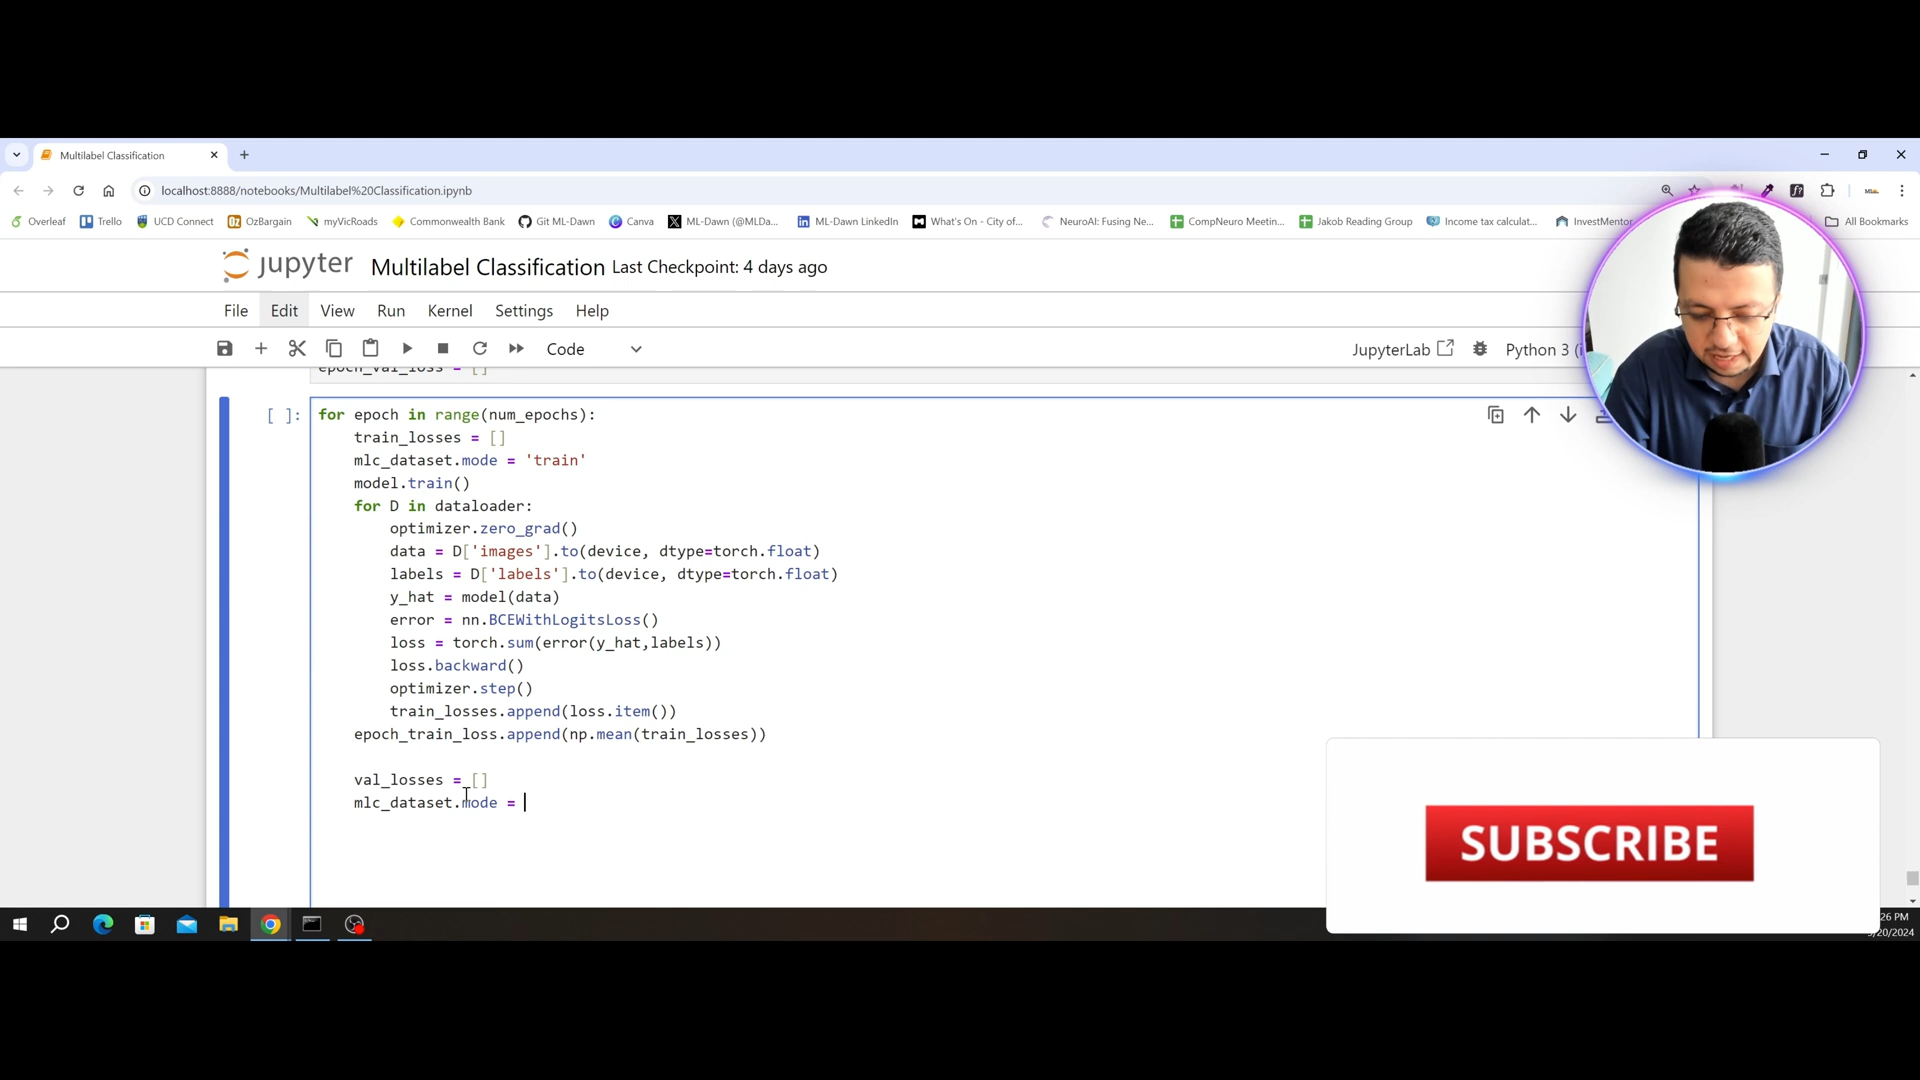 Multilabel Classification
localhost:8888/notebooks/Multilabel%20Classification.ipynb
Overleaf Trello UCD Connect OzBargain myVicRoads Commonwealth Bank Git ML-Dawn Canva ML-Dawn (@MLDa... ML-Dawn LinkedIn What's On - City of... NeuroAI: Fusing Ne... CompNeuro Meetin... Jakob Reading Group Income tax calculat... InvestMentor All Bookmarks
jupyter Multilabel Classification Last Checkpoint: 4 days ago
File Edit View Run Kernel Settings Help
Code JupyterLab Python 3 (i
epoch_val_loss = []
[ ]: for epoch in range(num_epochs):
train_losses = []
mlc_dataset.mode = 'train'
model.train()
for D in dataloader:
optimizer.zero_grad()
data = D['images'].to(device, dtype=torch.float)
labels = D['labels'].to(device, dtype=torch.float)
y_hat = model(data)
error = nn.BCEWithLogitsLoss()
loss = torch.sum(error(y_hat,labels))
loss.backward()
optimizer.step()
train_losses.append(loss.item())
epoch_train_loss.append(np.mean(train_losses))
val_losses = []
mlc_dataset.mode =
SUBSCRIBE
26 PM
/20/2024